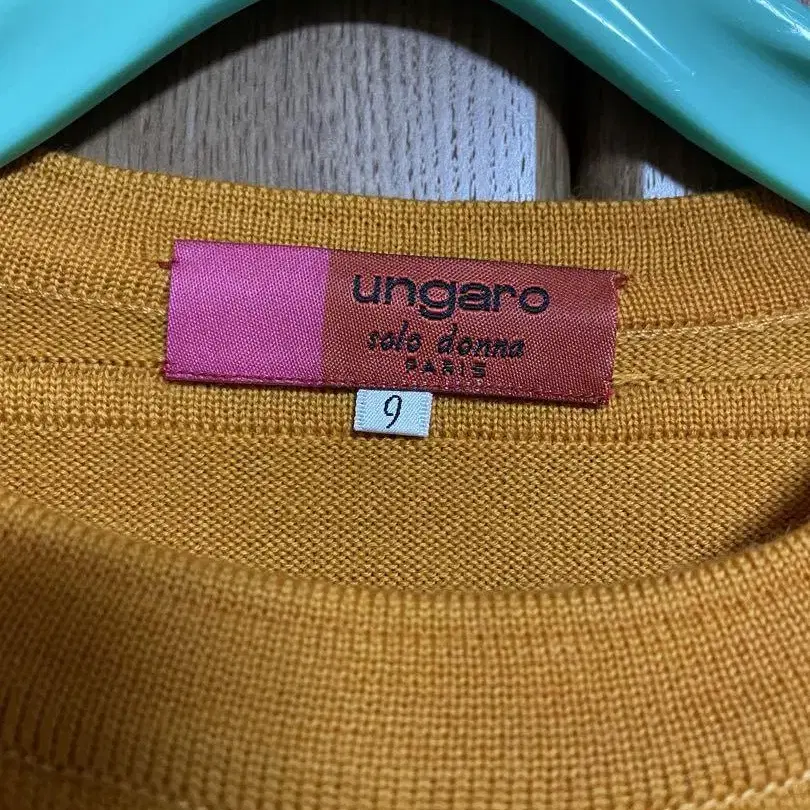 ungaro
solo donna
PARIS
9